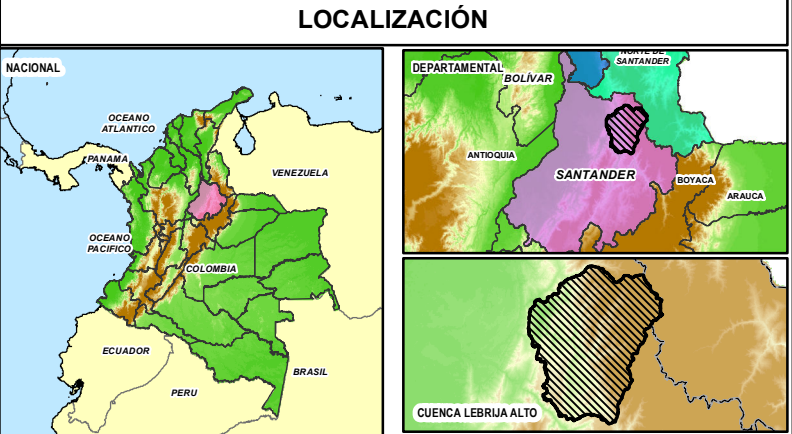 LOCALIZACIÓN
NACIONAL
OCEANO
ATLANTICO
PANAMA
VENEZUELA
OCEANO
PACIFICO
COLOMBIA
ECUADOR
PERU
BRASIL
DEPARTAMENTAL
NORTE DE
SANTANDER
BOLÍVAR
ANTIOQUIA
SANTANDER
BOYACA
ARAUCA
CUENCA LEBRIJA ALTO